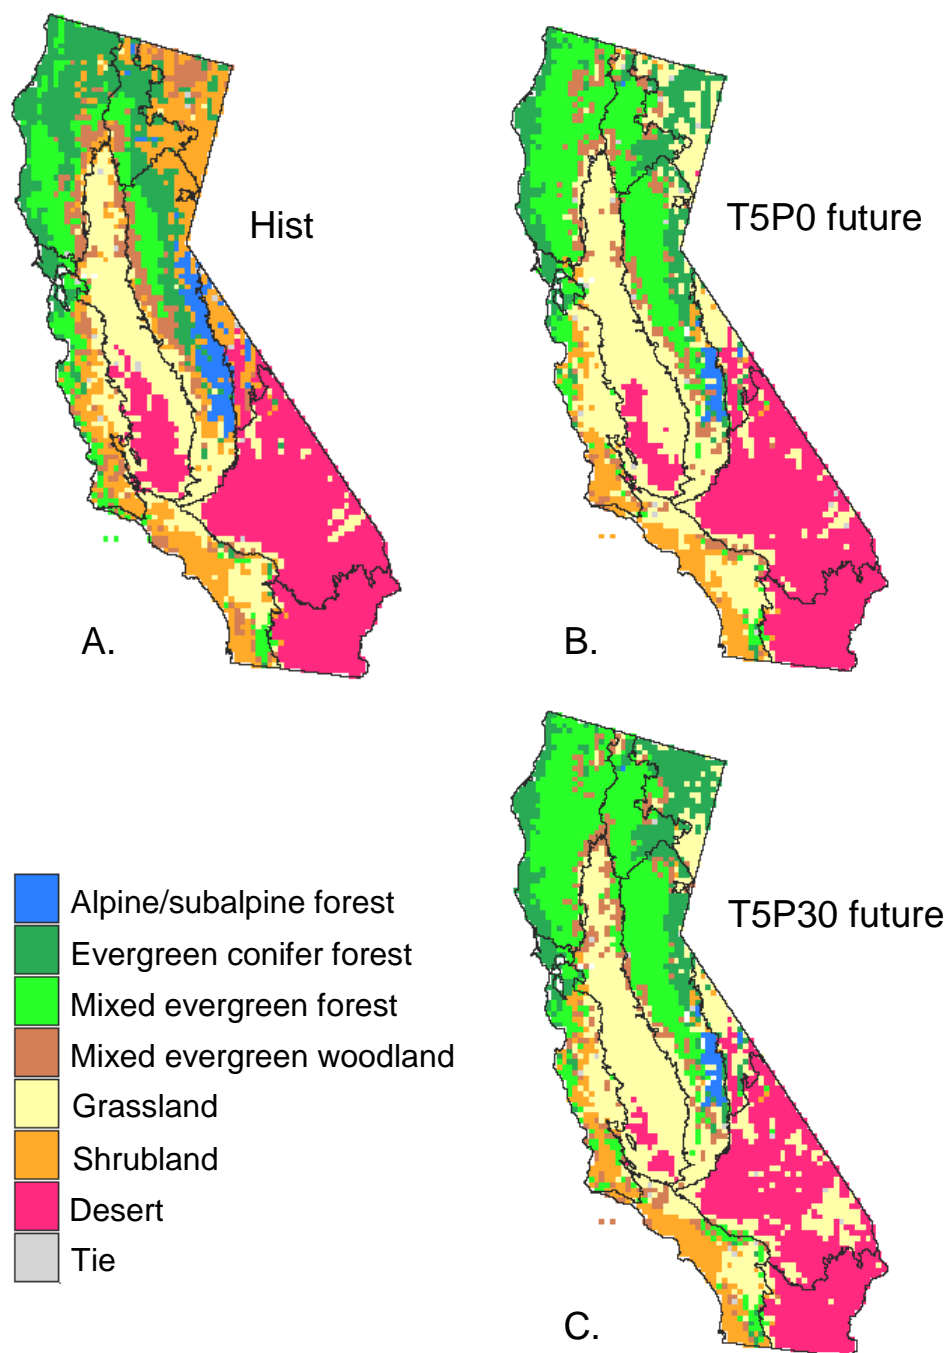 Hist
T5P0 future
A.
B.
T5P30 future
Alpine/subalpine forest
Evergreen conifer forest
Mixed evergreen forest
Mixed evergreen woodland
Grassland
Shrubland
Desert
Tie
C.